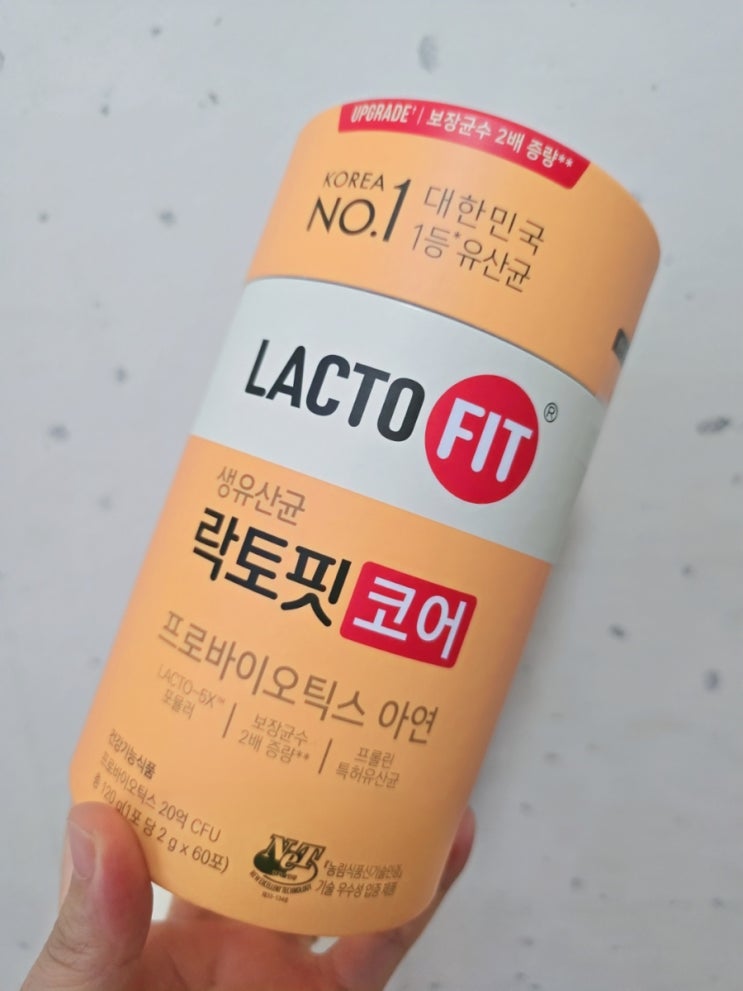 UPGRADE† | 보장균수 2배 증량**
KOREA
NO.1
대한민국
1등*유산균
LACTO FIT®
생유산균
락토핏 코어
프로바이오틱스 아연
LACTO-5X™
포뮬러
보장균수
2배 증량**
프롤린
특허유산균
건강기능식품
프로바이오틱스 20억 CFU
총 120 g(1포 당 2 g x 60포)
NeT
NEW EXCELLENT TECHNOLOGY
『농림식품신기술인증』
기술 우수성 입증 제품